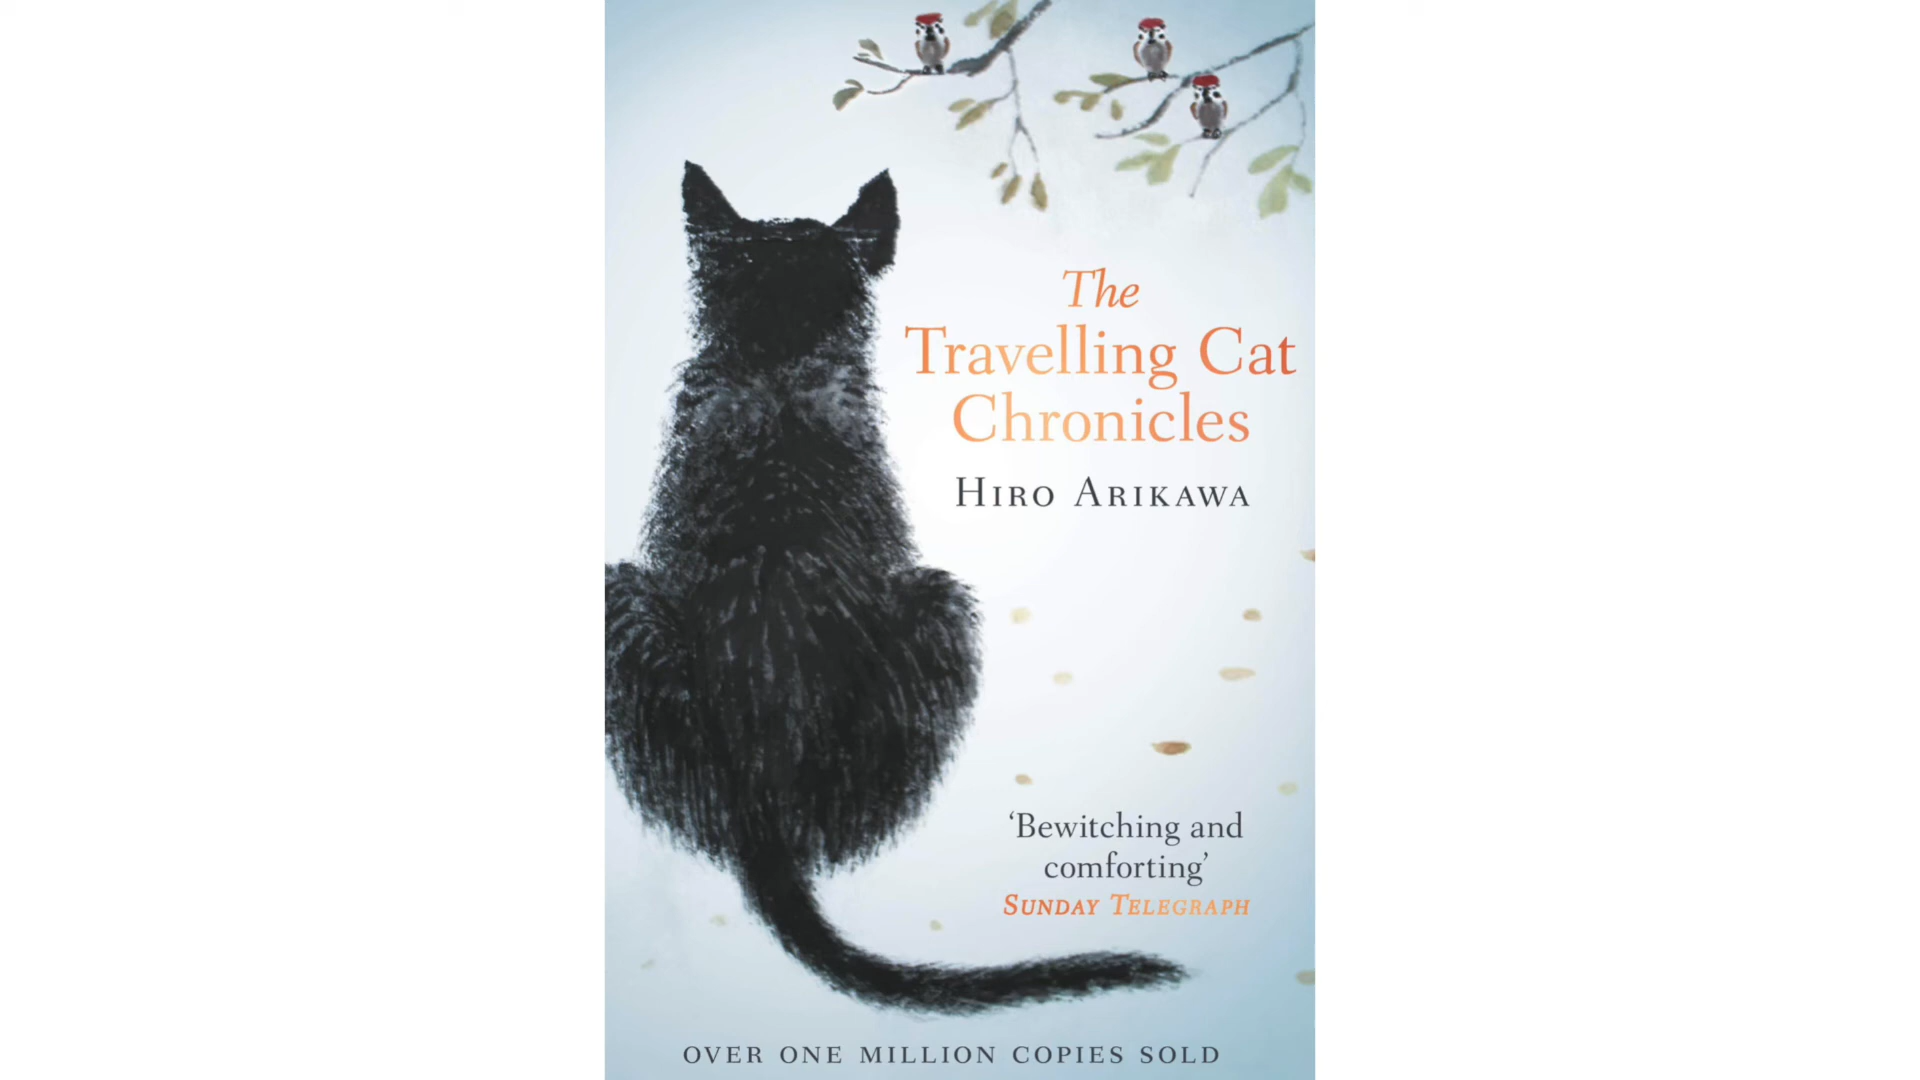 The
Travelling Cat
Chronicles
HIRO ARIKAWA
‘Bewitching and
comforting’
SUNDAY TELEGRAPH
OVER ONE MILLION COPIES SOLD